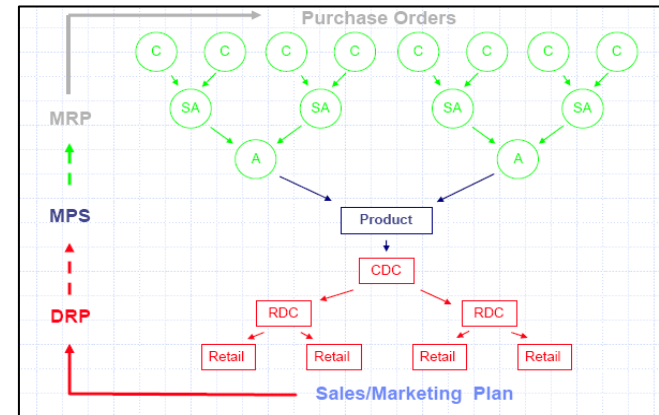 Purchase Orders
C C C C C C C C
MRP
SA SA SA SA
A A
MPS
Product
CDC
DRP
RDC RDC
Retail Retail Retail Retail
Sales/Marketing Plan